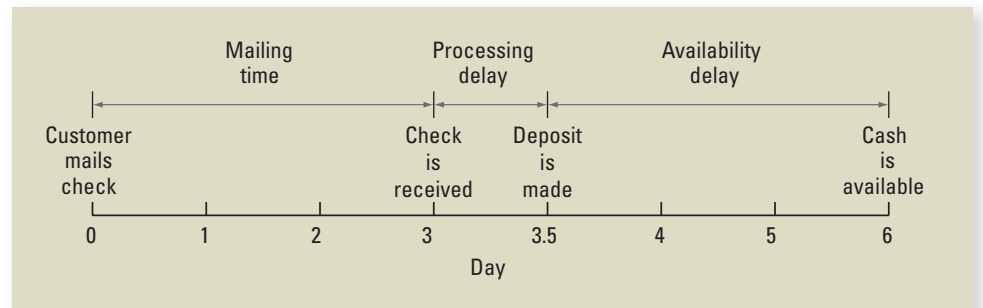 Mailing
time
Processing
delay
Availability
delay
Customer
mails
check
Check
is
received
Deposit
is
made
Cash
is
available
0 1 2 3 3.5 4 5 6
Day